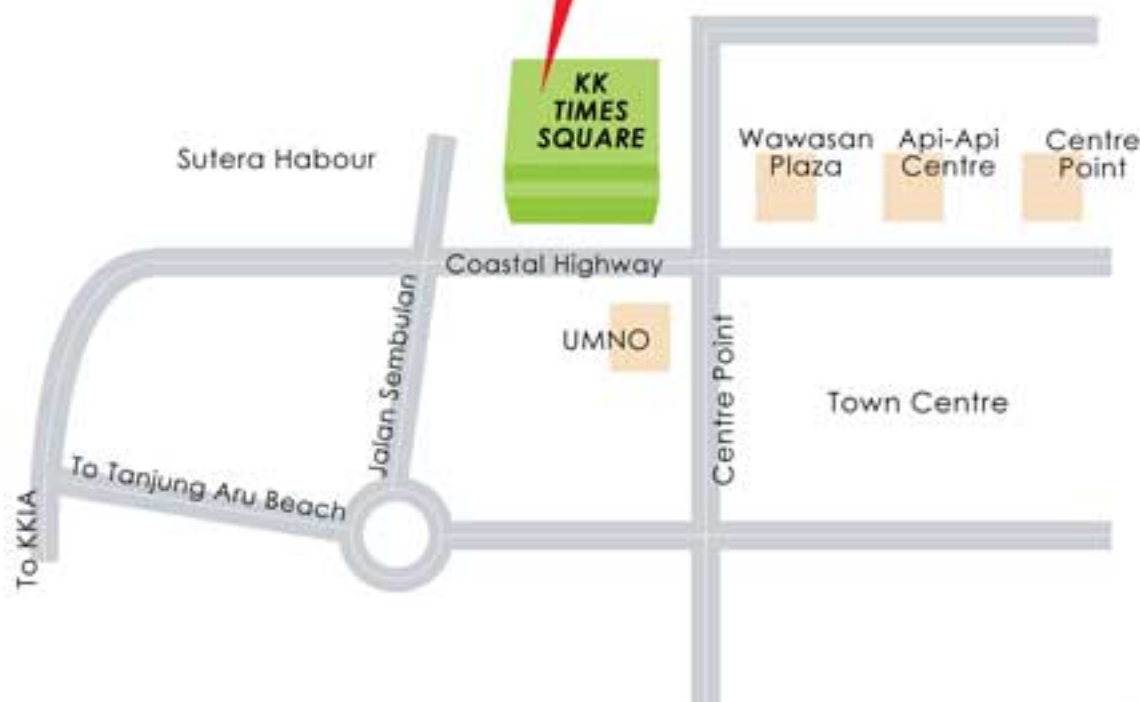 KK
TIMES
SQUARE
Wawasan
Plaza
Api-Api
Centre
Centre
Point
Sutera Habour
Coastal Highway
Jalan Sembulan
UMNO
Centre Point
Town Centre
To Tanjung Aru Beach
To KKIA